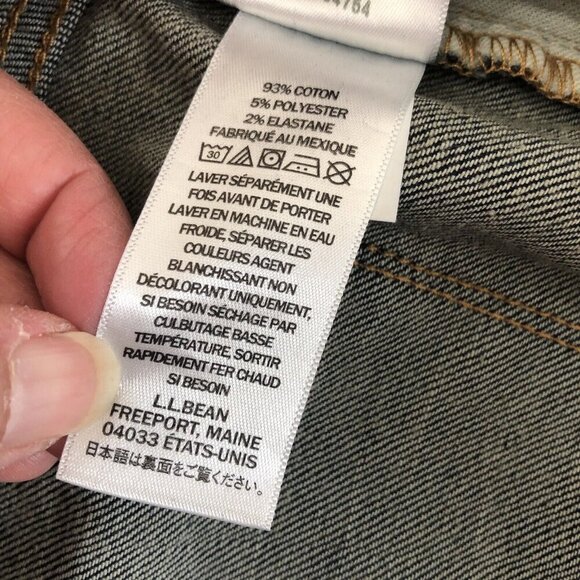 93% COTON
5% POLYESTER
2% ELASTANE
FABRIQUÉ AU MEXIQUE
30
LAVER SÉPARÉMENT UNE
FOIS AVANT DE PORTER
LAVER EN MACHINE EN EAU
FROIDE, SÉPARER LES
COULEURS AGENT
BLANCHISSANT NON
DÉCOLORANT UNIQUEMENT,
SI BESOIN SÉCHAGE PAR
CULBUTAGE BASSE
TEMPÉRATURE, SORTIR
RAPIDEMENT FER CHAUD
SI BESOIN
L.L.BEAN
FREEPORT, MAINE
04033 ÉTATS-UNIS
日本語は裏面をご覧ください。